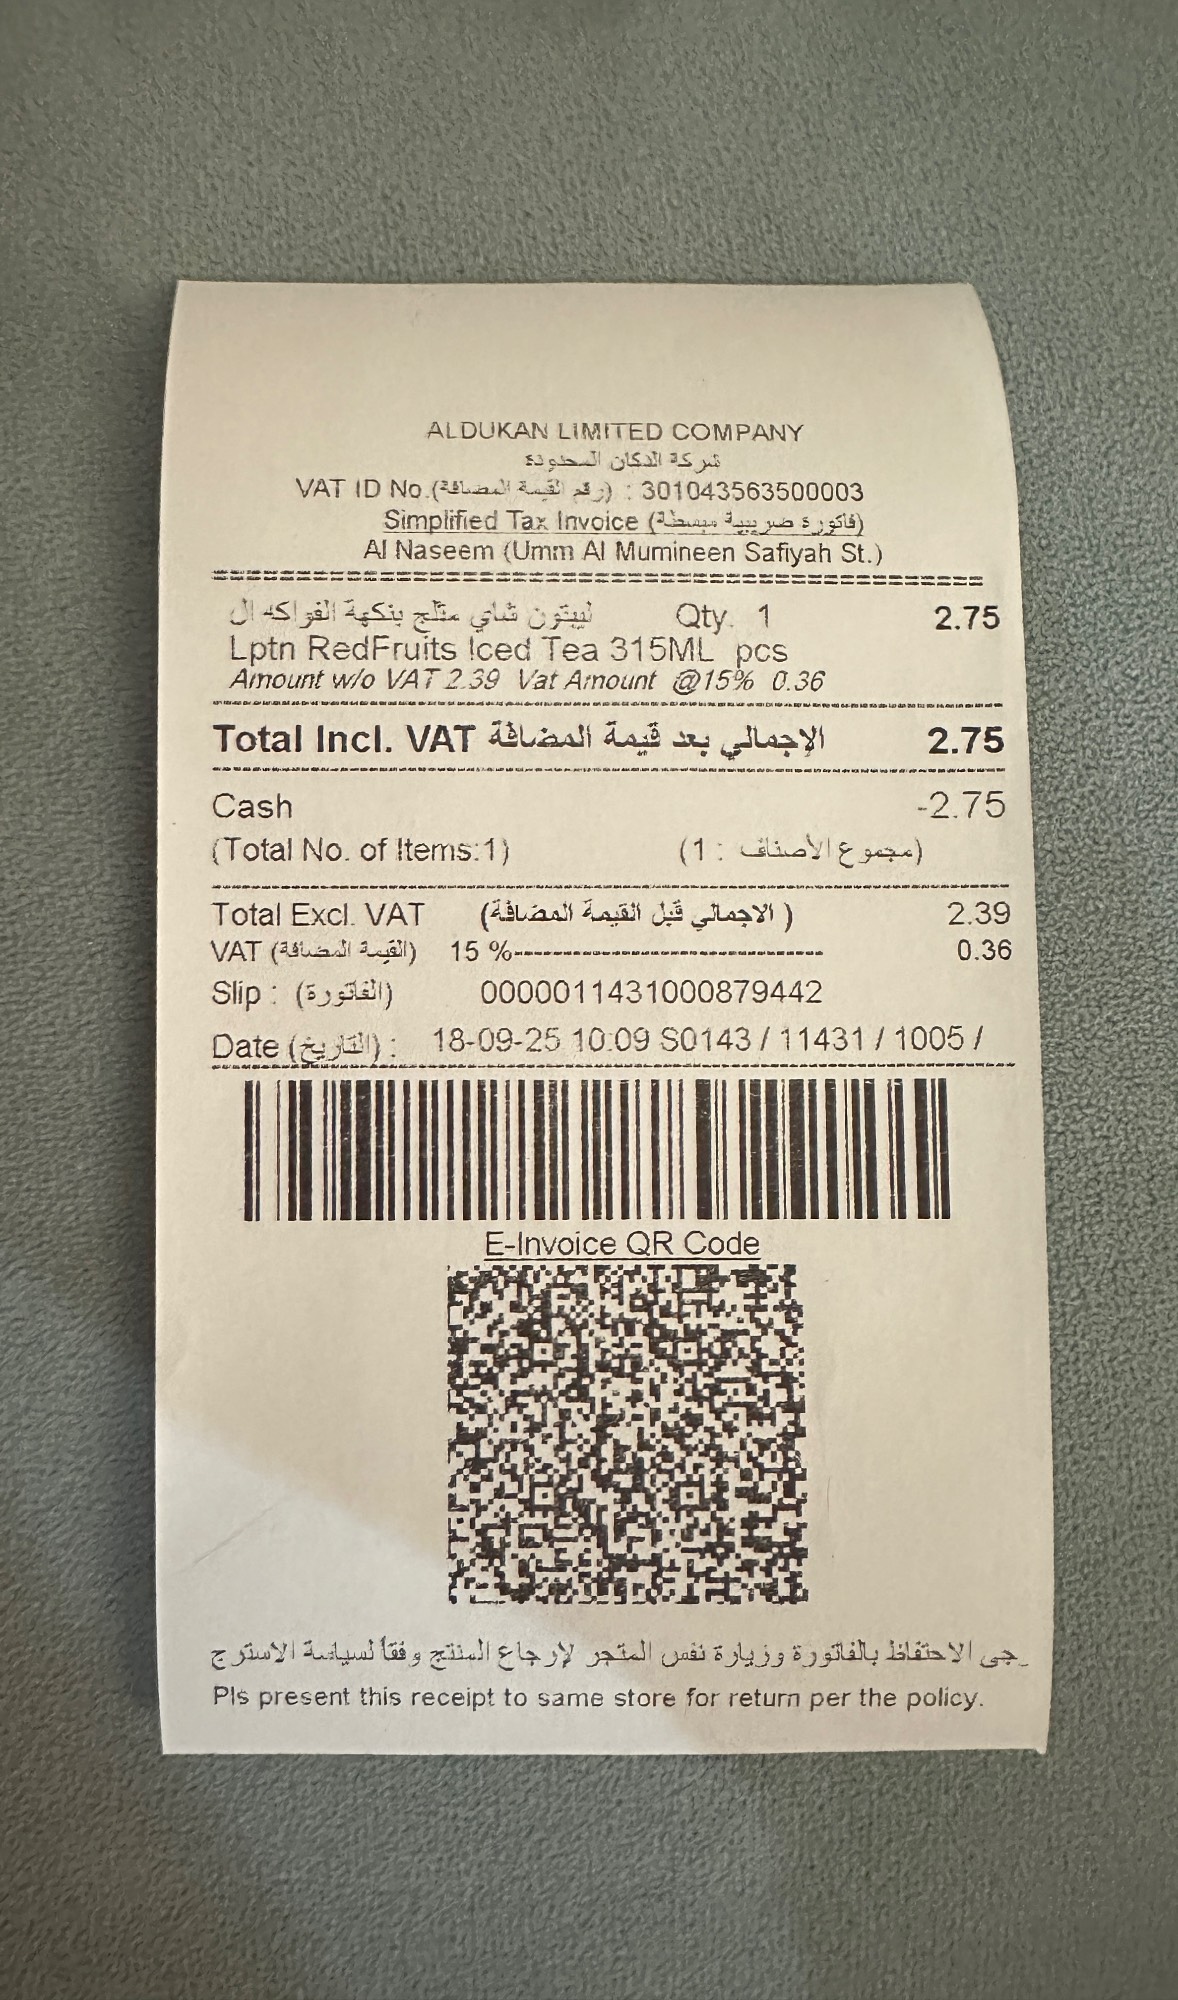 ALDUKAN LIMITED COMPANY
شركة الدكان المحدودة
VAT ID No.(رقم القيمة المضافة) : 301043563500003
Simplified Tax Invoice (فاتورة ضريبية مبسطة)
Al Naseem (Umm Al Mumineen Safiyah St.)
ليبتون شاي مثلج بنكهة الفواكه ال Qty. 1 2.75
Lptn RedFruits Iced Tea 315ML pcs
Amount w/o VAT 2.39 Vat Amount @15% 0.36
Total Incl. VAT الإجمالي بعد قيمة المضافة 2.75
Cash -2.75
(Total No. of Items:1) (مجموع الأصناف : 1)
Total Excl. VAT (الاجمالي قبل القيمة المضافة ) 2.39
VAT (القيمة المضافة) 15 %------------------------------ 0.36
Slip : (الفاتورة) 0000011431000879442
Date (التاريخ) : 18-09-25 10:09 S0143 / 11431 / 1005 /
E-Invoice QR Code
رجى الاحتفاظ بالفاتورة وزيارة نفس المتجر لإرجاع المنتج وفقاً لسياسة الاسترج
Pls present this receipt to same store for return per the policy.